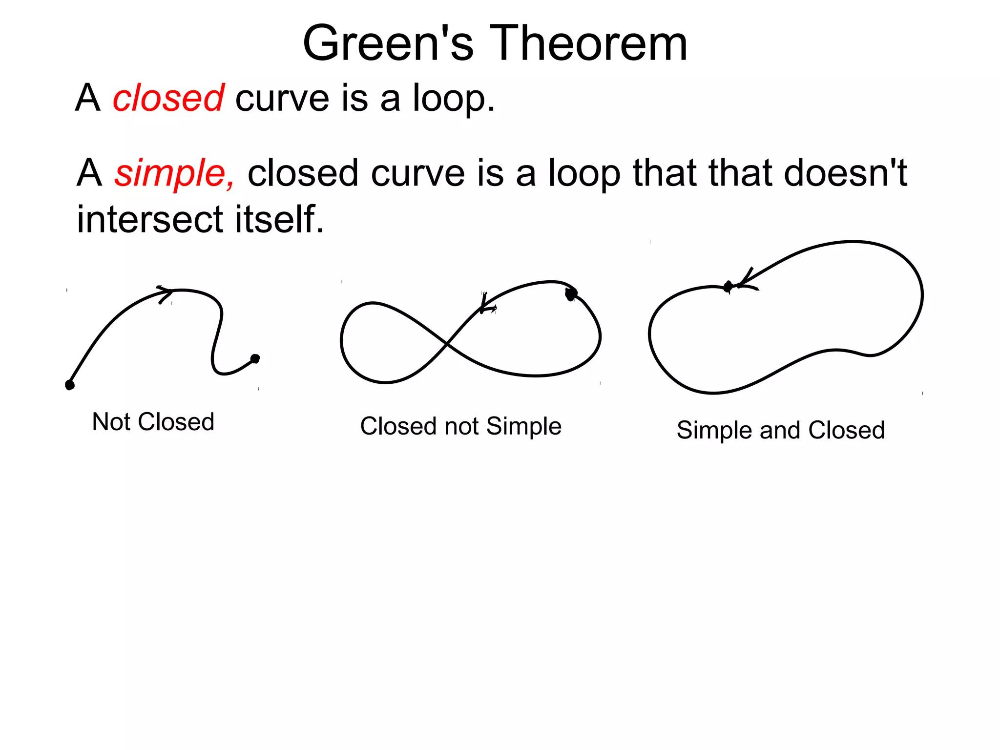 Green's Theorem
A closed curve is a loop.
A simple, closed curve is a loop that that doesn't
intersect itself.
Not Closed
Closed not Simple
Simple and Closed